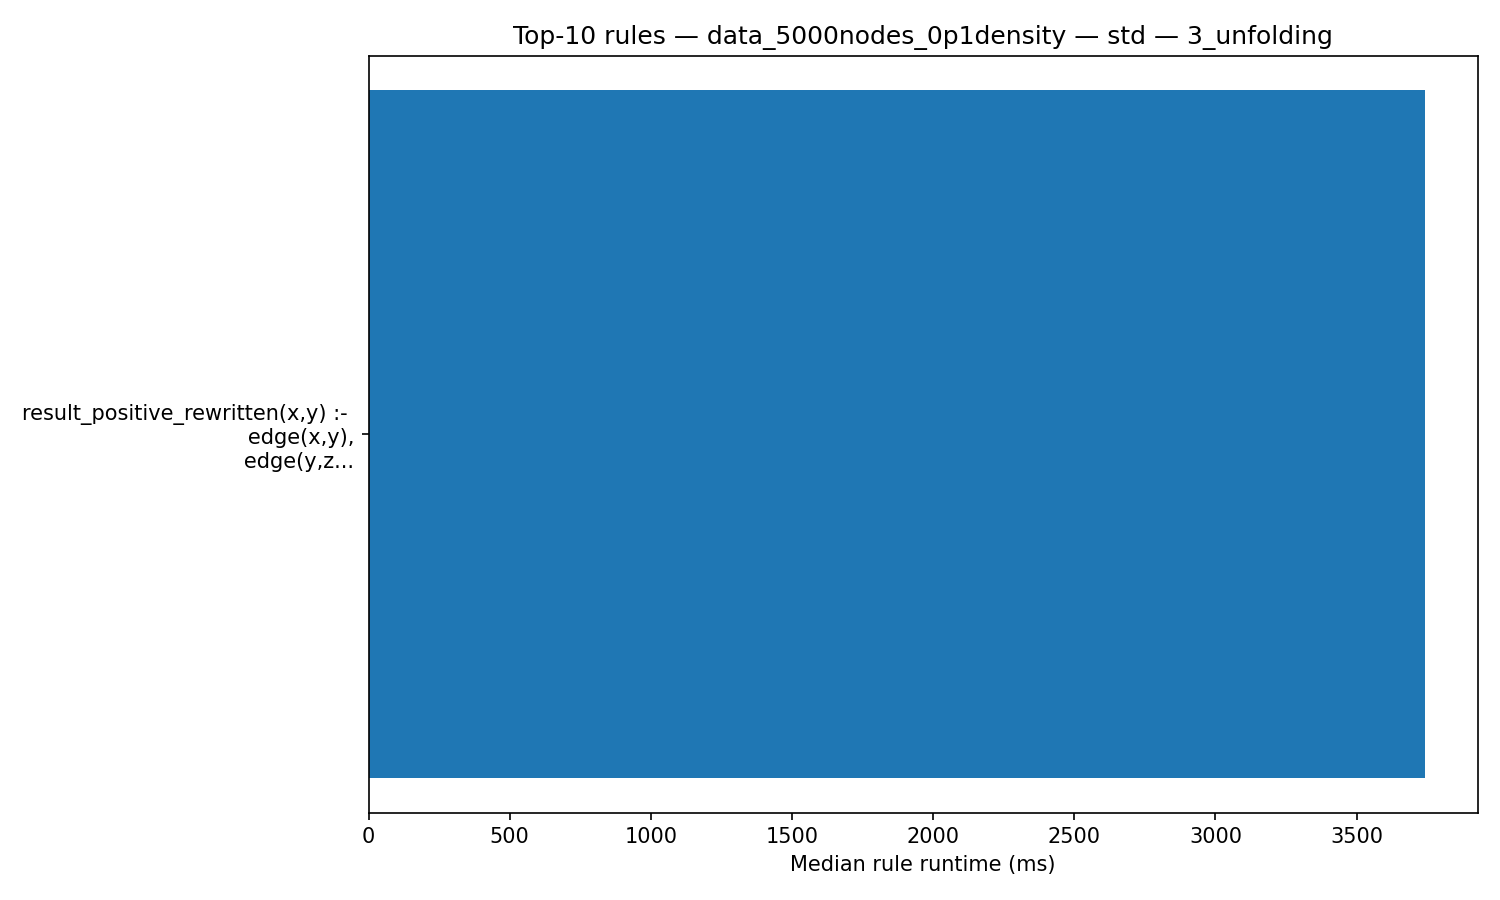 Top-10 rules — data_5000nodes_0p1density — std — 3_unfolding
result_positive_rewritten(x,y) :-
edge(x,y),
edge(y,z...
0 500 1000 1500 2000 2500 3000 3500
Median rule runtime (ms)